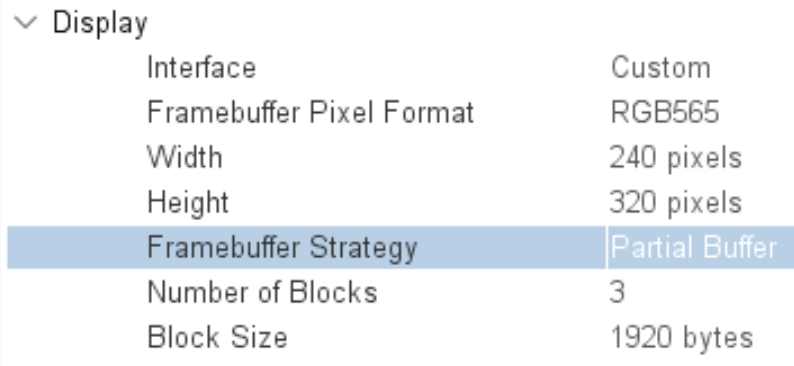 Display
Interface Custom
Framebuffer Pixel Format RGB565
Width 240 pixels
Height 320 pixels
Framebuffer Strategy Partial Buffer
Number of Blocks 3
Block Size 1920 bytes